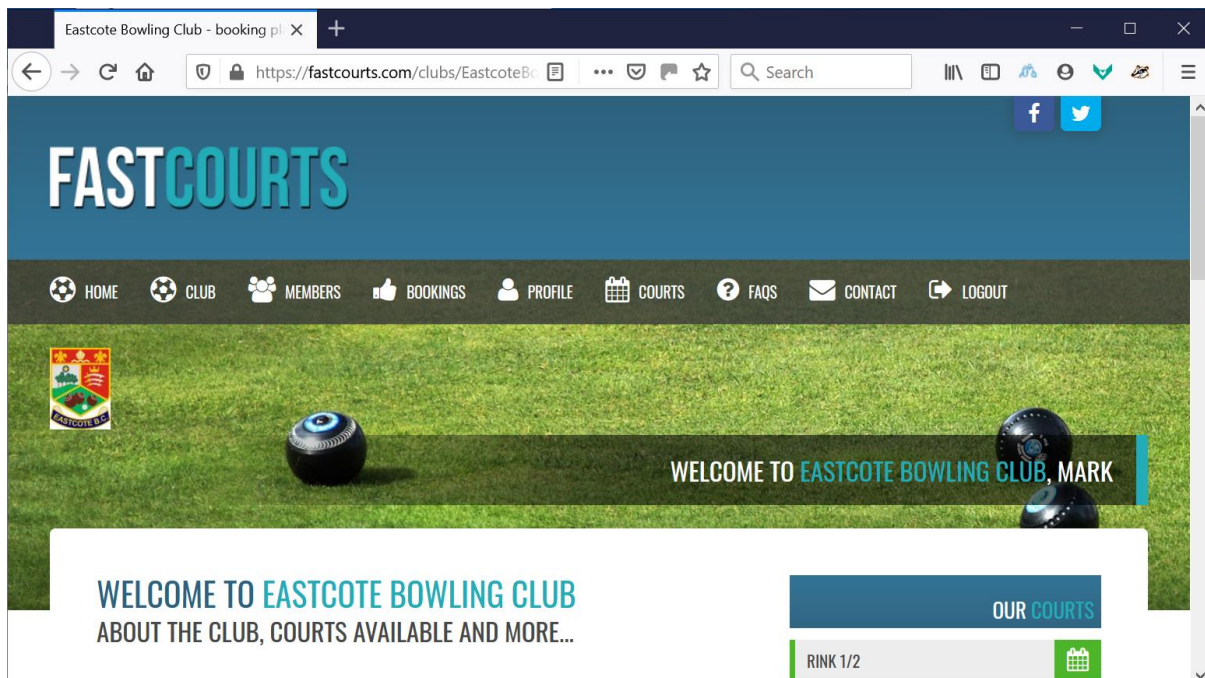 Eastcote Bowling Club - booking pl
https://fastcourts.com/clubs/EastcoteBo
Search
FASTCOURTS
HOME CLUB MEMBERS BOOKINGS PROFILE COURTS FAQS CONTACT LOGOUT
EASTCOTE B.C.
WELCOME TO EASTCOTE BOWLING CLUB, MARK
WELCOME TO EASTCOTE BOWLING CLUB
ABOUT THE CLUB, COURTS AVAILABLE AND MORE...
OUR COURTS
RINK 1/2